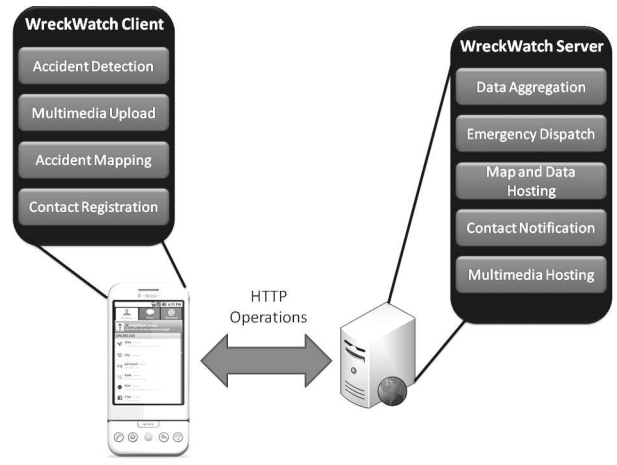 WreckWatch Client
Accident Detection
Multimedia Upload
Accident Mapping
Contact Registration
WreckWatch Server
Data Aggregation
Emergency Dispatch
Map and Data
Hosting
Contact Notification
Multimedia Hosting
HTTP
Operations